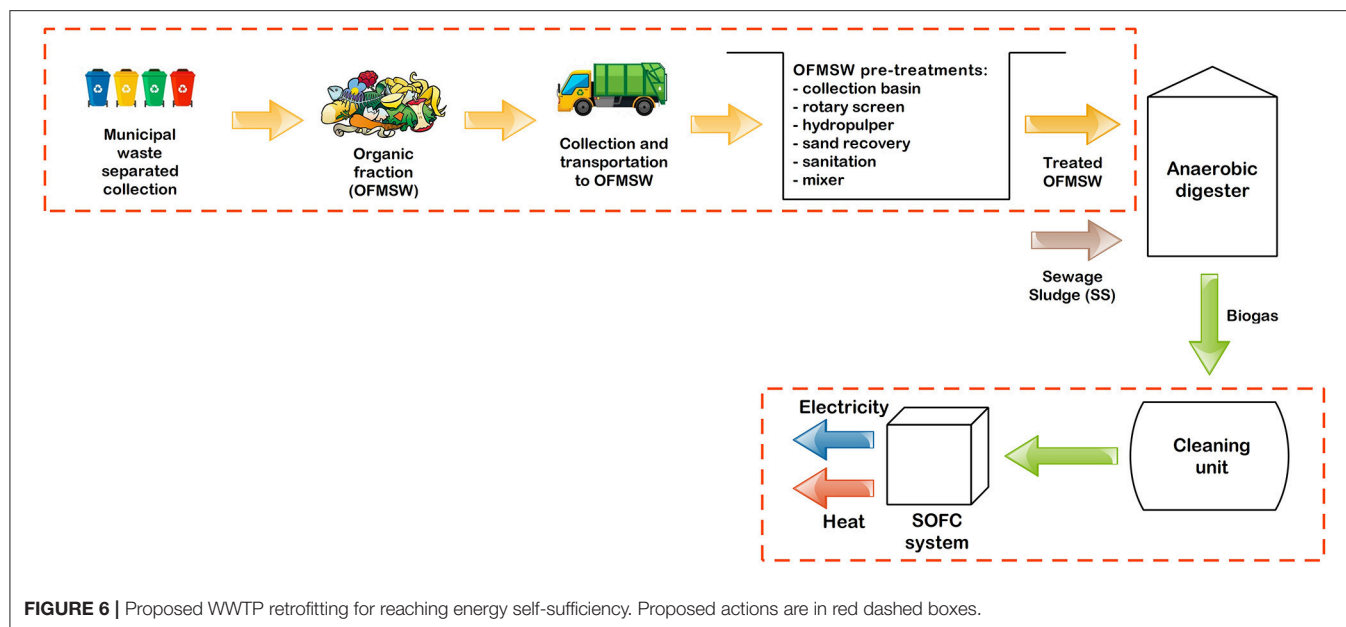 Municipal
waste
separated
collection
Organic
fraction
(OFMSW)
Collection and
transportation
to OFMSW
OFMSW pre-treatments:
- collection basin
- rotary screen
- hydropulper
- sand recovery
- sanitation
- mixer
Treated
OFMSW
Anaerobic
digester
Sewage
Sludge (SS)
Biogas
Cleaning
unit
SOFC
system
Electricity
Heat
FIGURE 6 | Proposed WWTP retrofitting for reaching energy self-sufficiency. Proposed actions are in red dashed boxes.